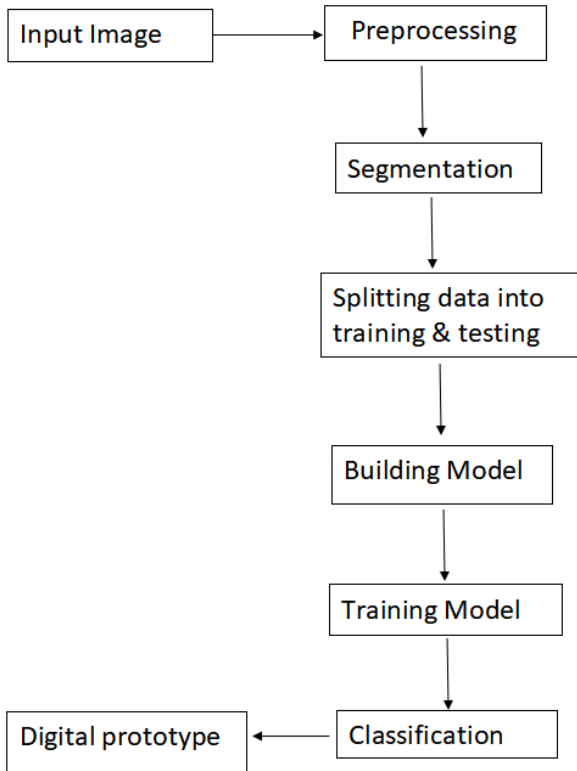 Input Image
Preprocessing
Segmentation
Splitting data into
training & testing
Building Model
Training Model
Classification
Digital prototype